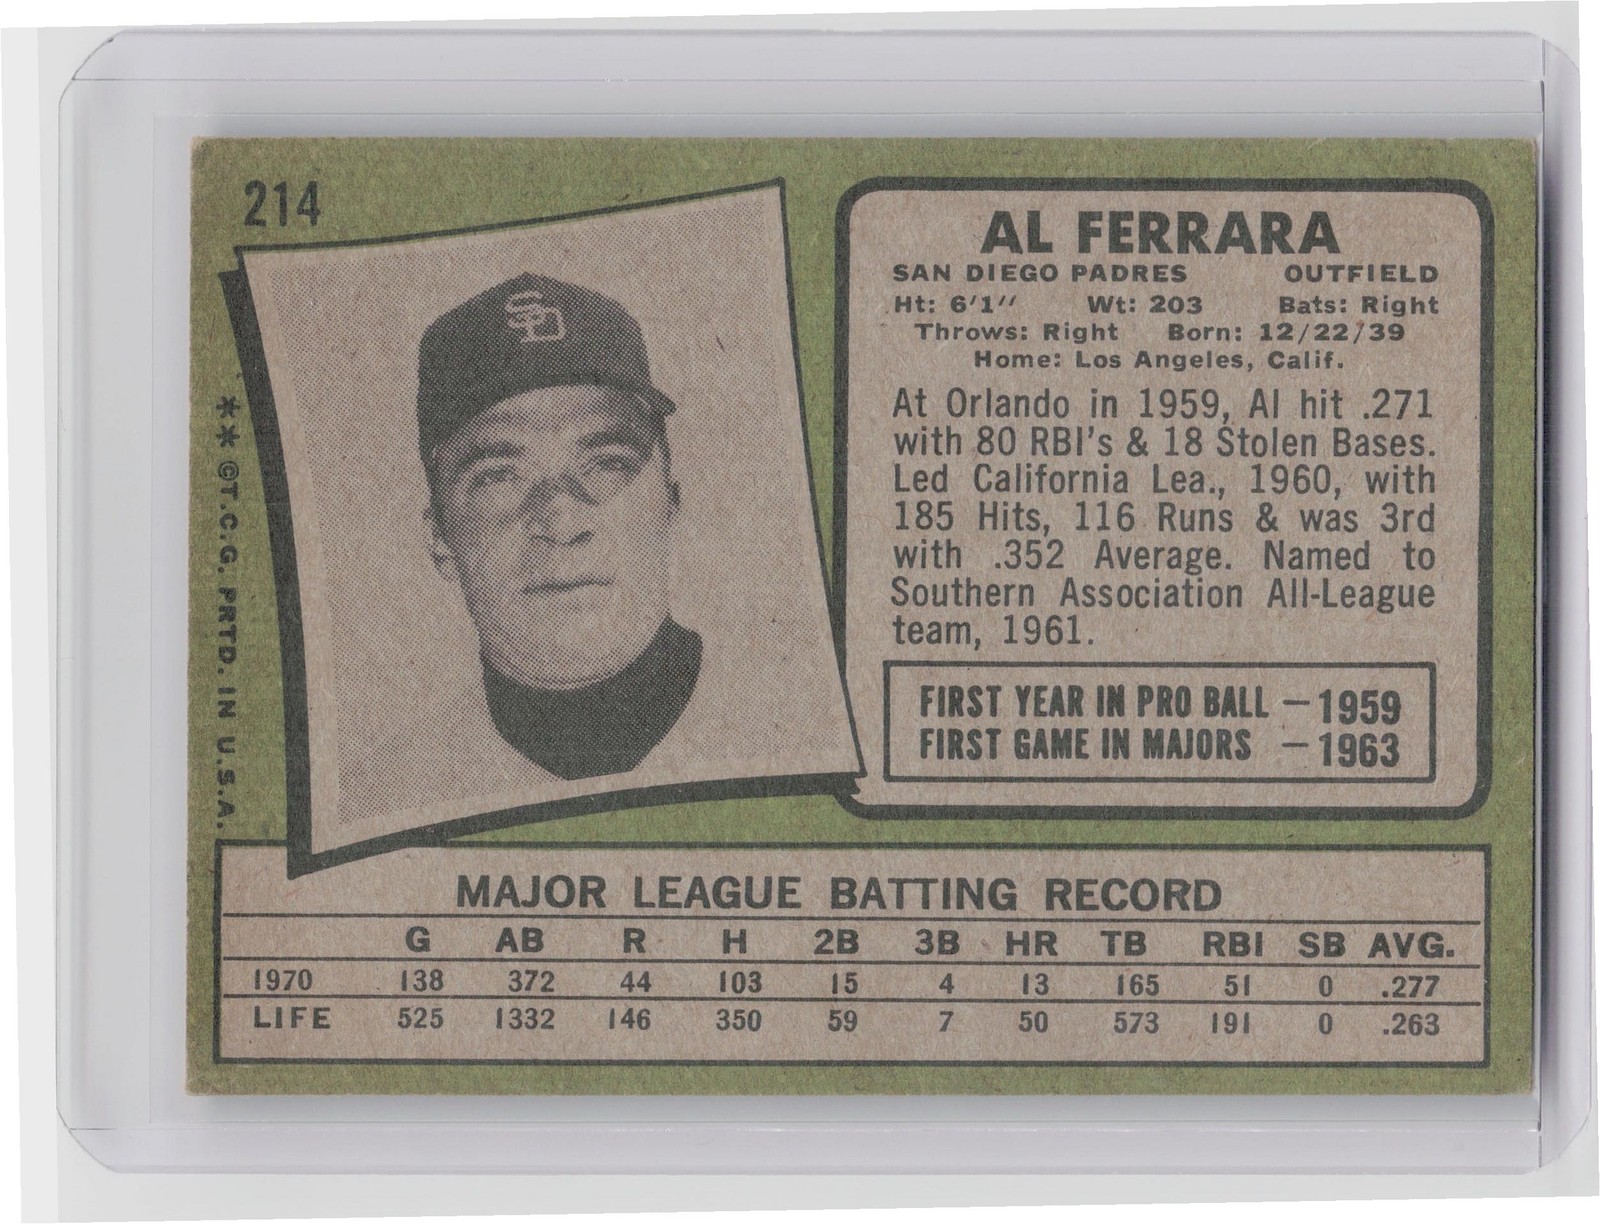 214
SD
** ©T.C.G. PRTD. IN U.S.A.
AL FERRARA
SAN DIEGO PADRES OUTFIELD
Ht: 6'1" Wt: 203 Bats: Right
Throws: Right Born: 12/22/39
Home: Los Angeles, Calif.
At Orlando in 1959, Al hit .271
with 80 RBI's & 18 Stolen Bases.
Led California Lea., 1960, with
185 Hits, 116 Runs & was 3rd
with .352 Average. Named to
Southern Association All-League
team, 1961.
FIRST YEAR IN PRO BALL – 1959
FIRST GAME IN MAJORS – 1963
MAJOR LEAGUE BATTING RECORD
G AB R H 2B 3B HR TB RBI SB AVG.
1970 138 372 44 103 15 4 13 165 51 0 .277
LIFE 525 1332 146 350 59 7 50 573 191 0 .263